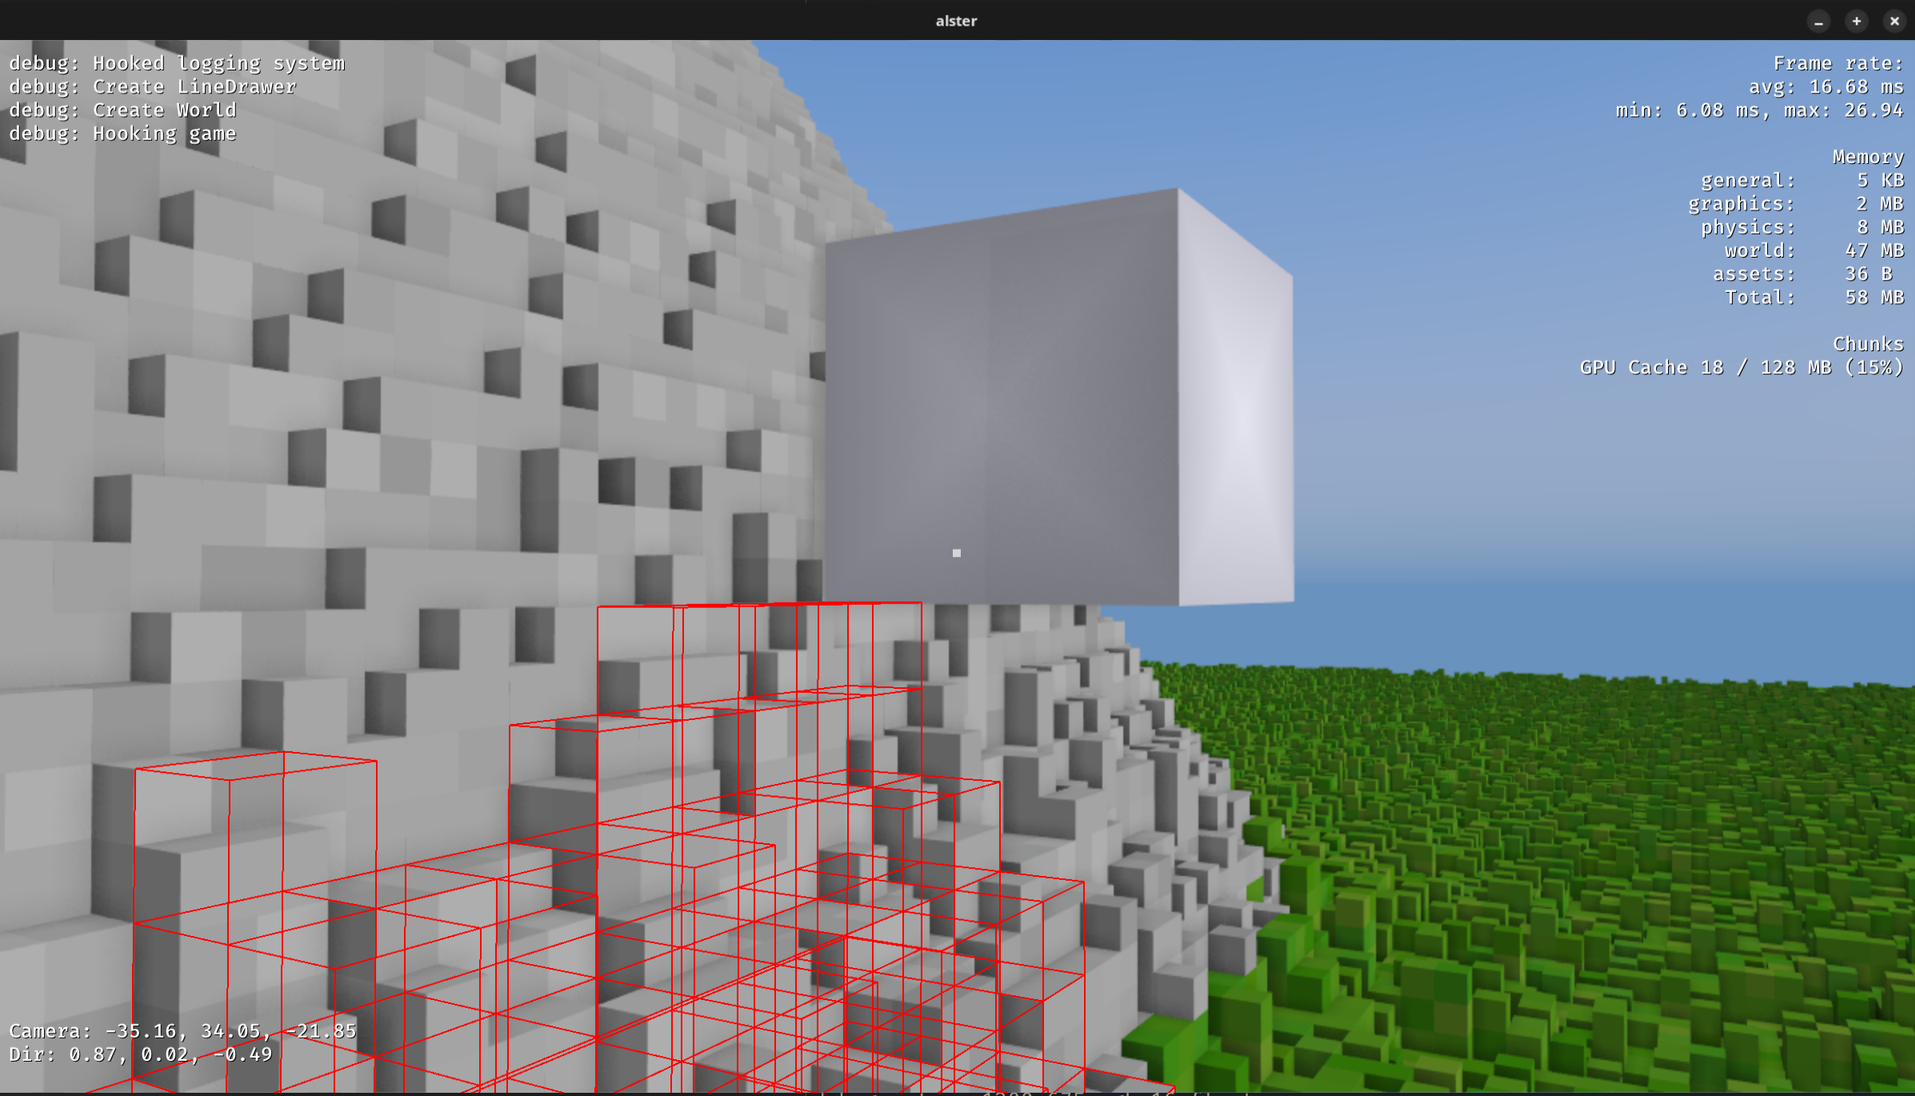 alster
debug: Hooked logging system
debug: Create LineDrawer
debug: Create World
debug: Hooking game
Frame rate:
avg: 16.68 ms
min: 6.08 ms, max: 26.94
Memory
general: 5 KB
graphics: 2 MB
physics: 8 MB
world: 47 MB
assets: 36 B
Total: 58 MB
Chunks
GPU Cache 18 / 128 MB (15%)
Camera: -35.16, 34.05, -21.85
Dir: 0.87, 0.02, -0.49